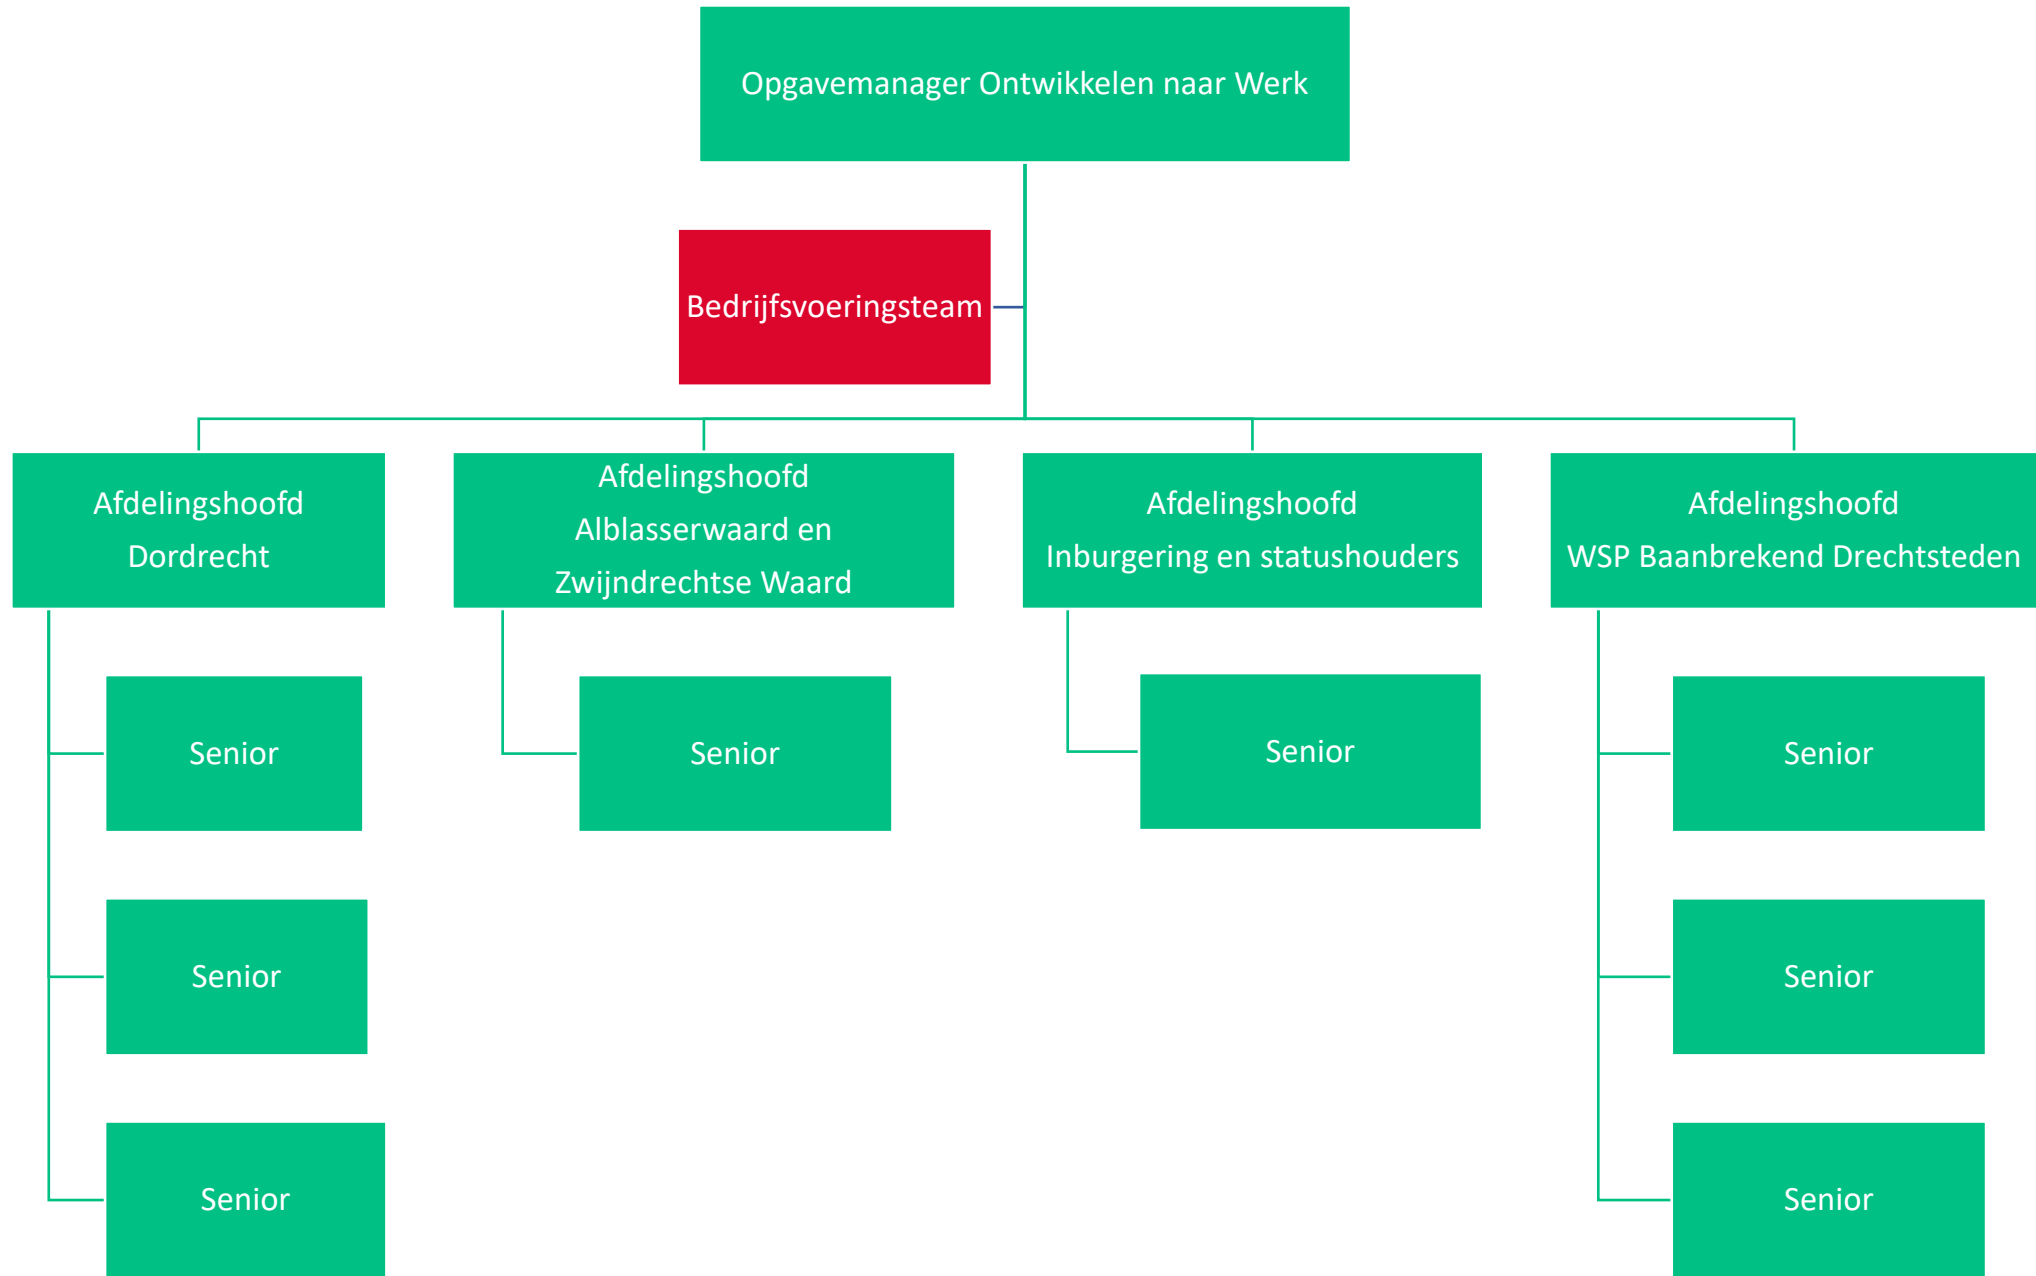 Opgavemanager Ontwikkelen naar Werk
Bedrijfsvoeringsteam
Afdelingshoofd
Dordrecht
Afdelingshoofd
Alblasserwaard en
Zwijndrechtse Waard
Afdelingshoofd
Inburgering en statushouders
Afdelingshoofd
WSP Baanbrekend Drechtsteden
Senior
Senior
Senior
Senior
Senior
Senior
Senior
Senior